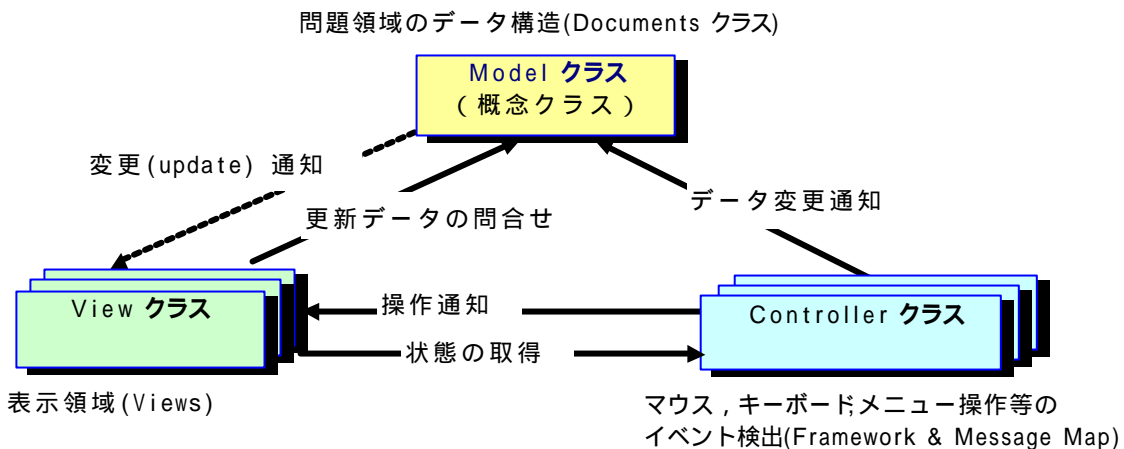 問題領域のデータ構造(Documents クラス)
Model クラス
(概念クラス)
変更(update) 通知
更新データの問合せ
データ変更通知
View クラス
操作通知
Controller クラス
状態の取得
表示領域(Views)
マウス,キーボード,メニュー操作等の
イベント検出(Framework & Message Map)